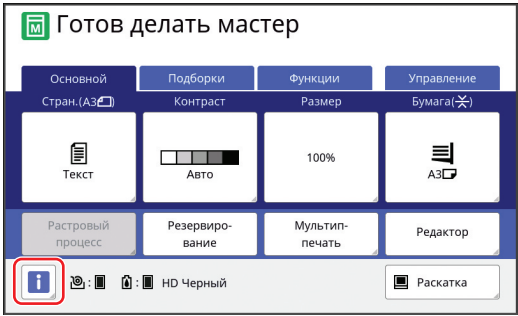 Готов делать мастер
Основной Подборки Функции Управление
Стран.(A3) Контраст Размер Бумага()
Текст Авто 100% A3
Растровый процесс Резервиро- вание Мультип- печать Редактор
i : : HD Черный Раскатка